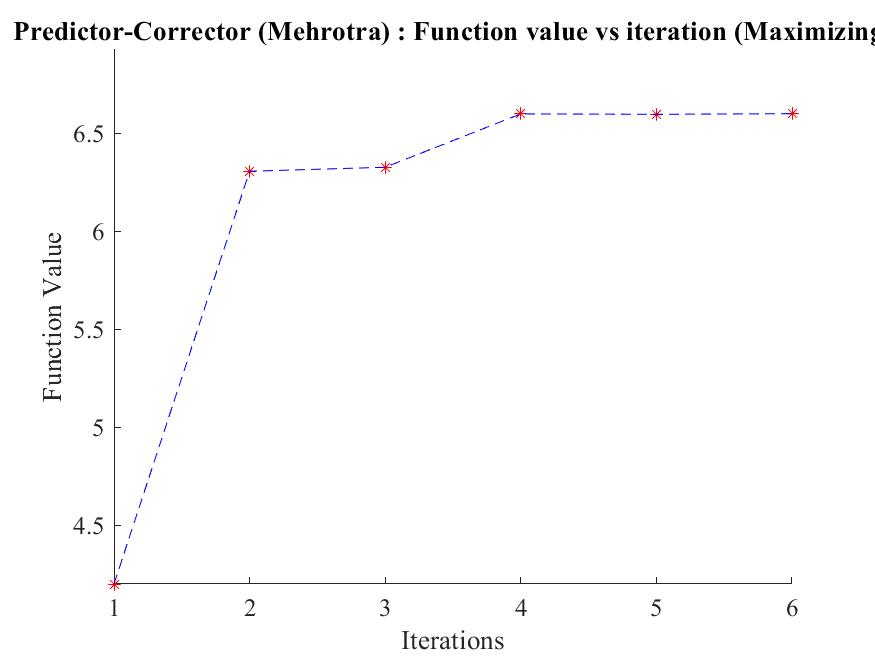 Predictor-Corrector (Mehrotra) : Function value vs iteration (Maximizing
6.5
6
5.5
5
4.5
Function Value
1 2 3 4 5 6
Iterations